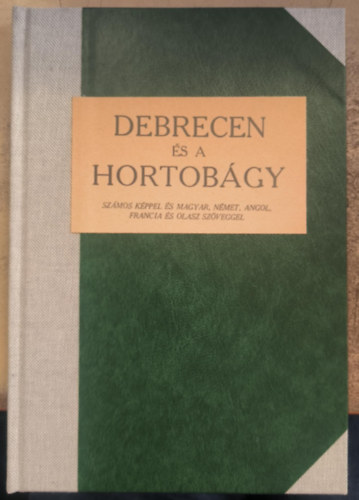 DEBRECEN
ÉS A
HORTOBÁGY
SZÁMOS KÉPPEL ÉS MAGYAR, NÉMET, ANGOL,
FRANCIA ÉS OLASZ SZÖVEGGEL